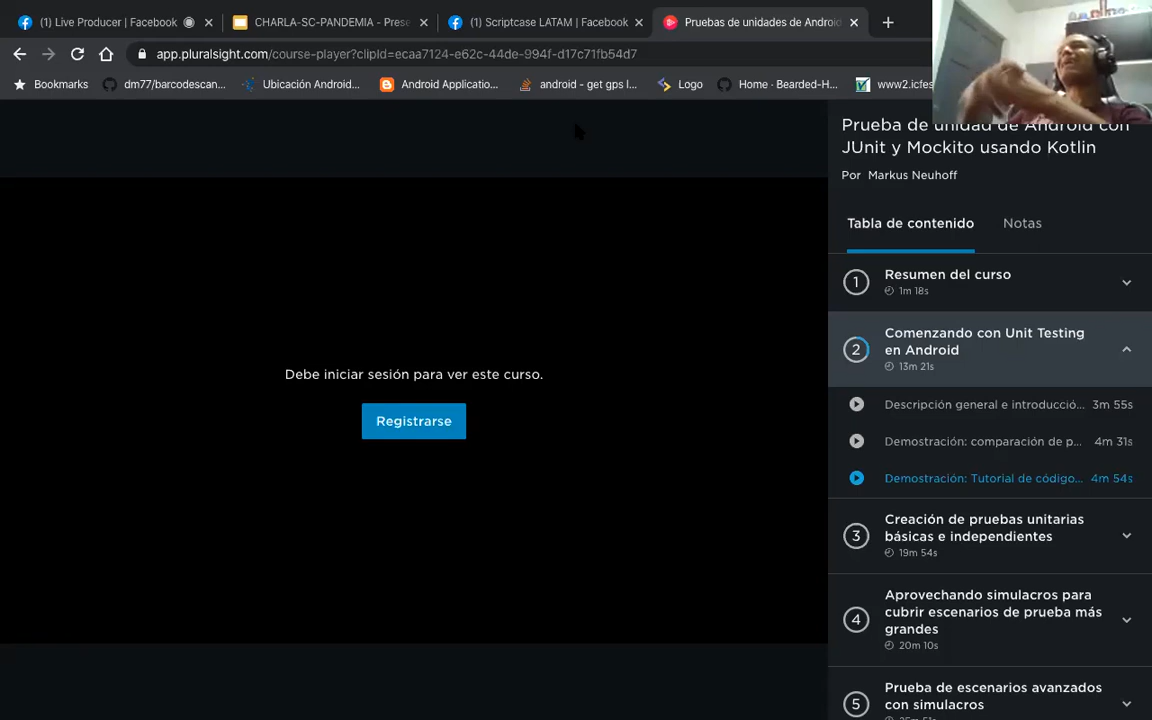 (1) Live Producer | Facebook
CHARLA-SC-PANDEMIA - Prese
(1) Scriptcase LATAM | Facebook
Pruebas de unidades de Android
app.pluralsight.com/course-player?clipId=ecaa7124-e62c-44de-994f-d17c71fb54d7
Bookmarks
dm77/barcodescan...
Ubicación Android...
Android Applicatio...
android - get gps l...
Logo
Home · Bearded-H...
www2.icfes
Prueba de unidad de Android con
JUnit y Mockito usando Kotlin
Por Markus Neuhoff
Tabla de contenido
Notas
1
Resumen del curso
1m 18s
2
Comenzando con Unit Testing
en Android
13m 21s
Descripción general e introducció... 3m 55s
Demostración: comparación de p... 4m 31s
Demostración: Tutorial de código... 4m 54s
3
Creación de pruebas unitarias
básicas e independientes
19m 54s
4
Aprovechando simulacros para
cubrir escenarios de prueba más
grandes
20m 10s
5
Prueba de escenarios avanzados
con simulacros
Debe iniciar sesión para ver este curso.
Registrarse